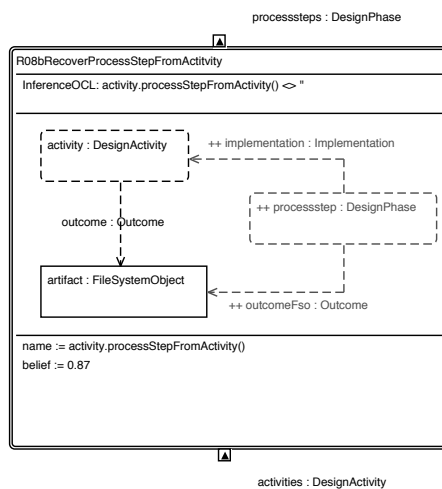 processsteps : DesignPhase
R08bRecoverProcessStepFromActitvity
InferenceOCL: activity.processStepFromActivity() <> "
activity : DesignActivity
++ implementation : Implementation
++ processstep : DesignPhase
outcome : Outcome
artifact : FileSystemObject
++ outcomeFso : Outcome
name := activity.processStepFromActivity()
belief := 0.87
activities : DesignActivity